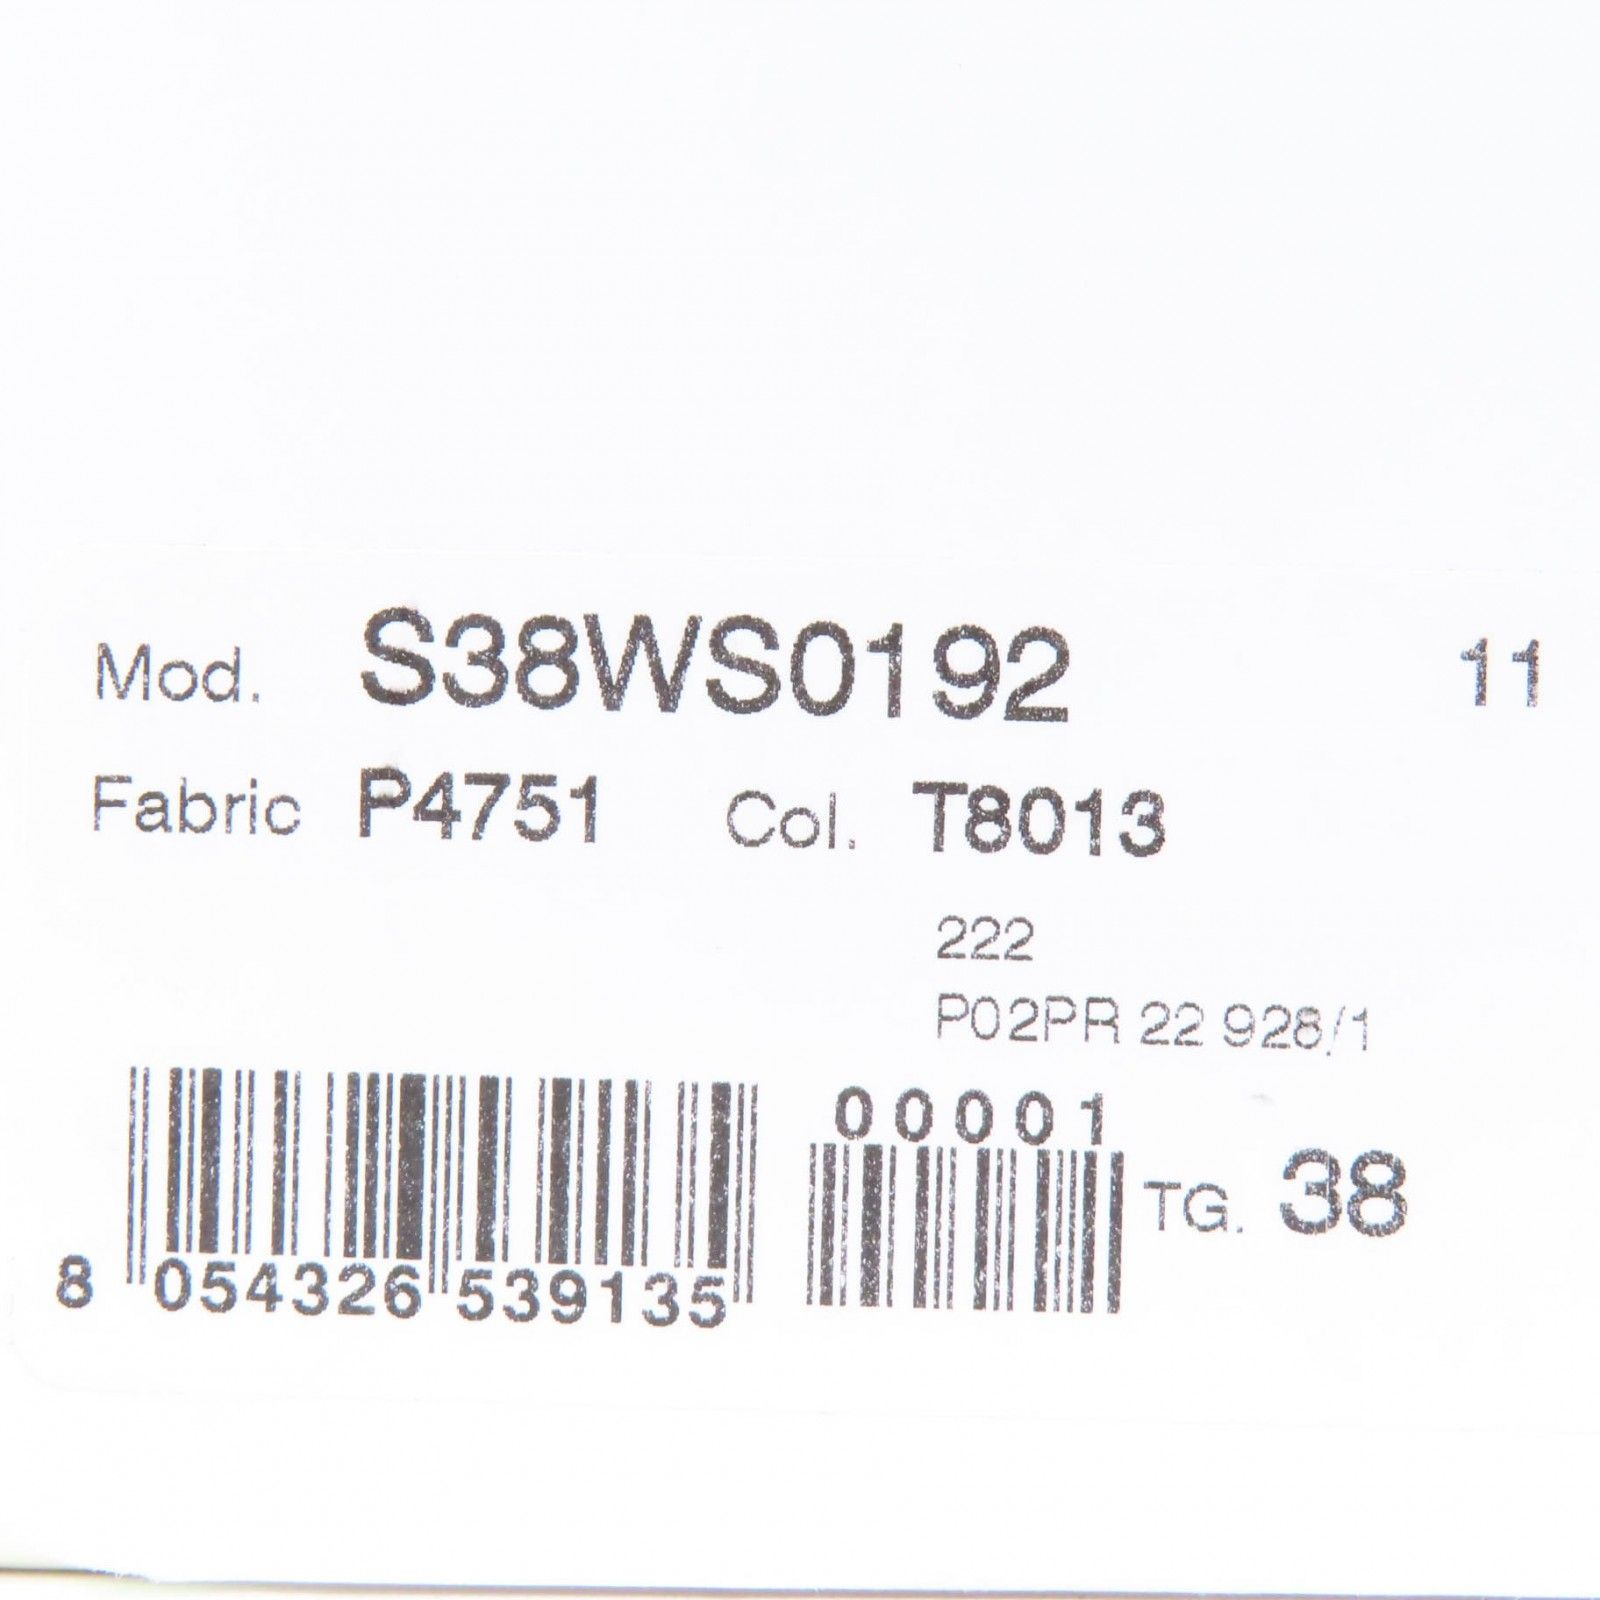 Mod. S38WS0192 11
Fabric P4751 Col. T8013
222
P02PR 22 928/1
00001
TG. 38
8 054326 539135